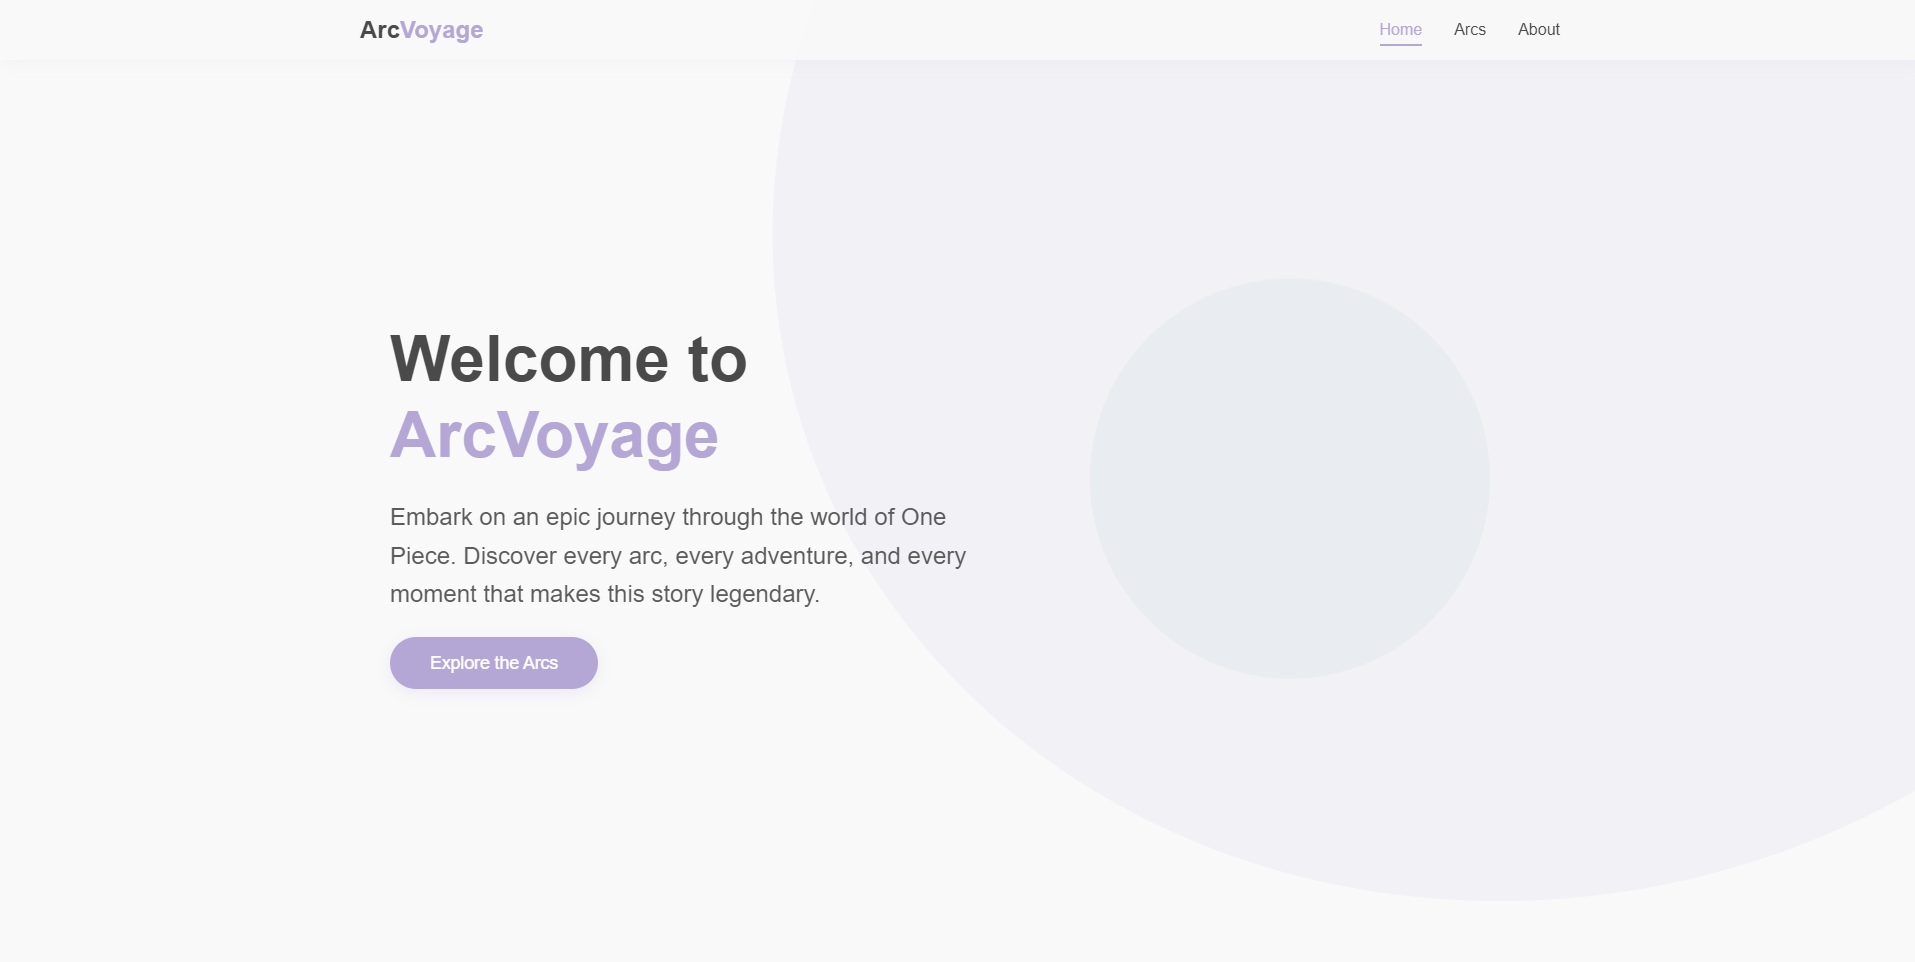 ArcVoyage
Home Arcs About
Welcome to
ArcVoyage
Embark on an epic journey through the world of One
Piece. Discover every arc, every adventure, and every
moment that makes this story legendary.
Explore the Arcs